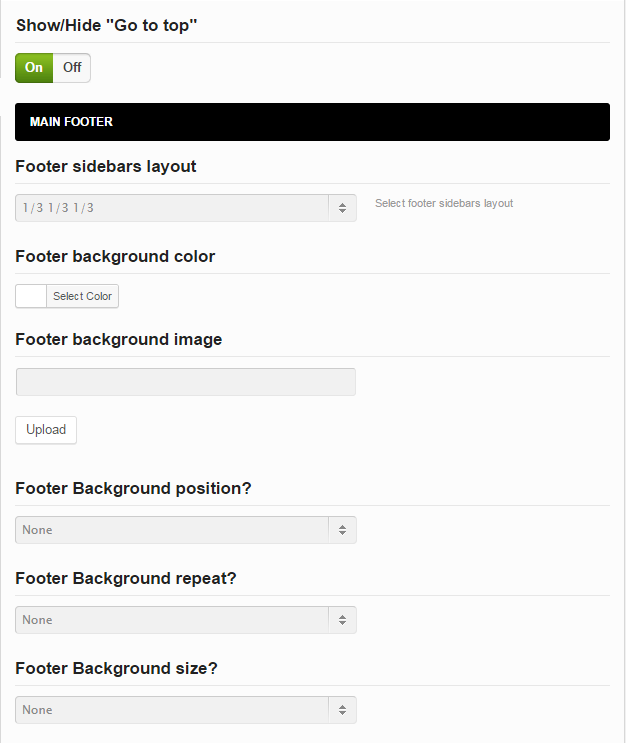 Show/Hide "Go to top"
On Off
MAIN FOOTER
Footer sidebars layout
1/3 1/3 1/3 Select footer sidebars layout
Footer background color
Select Color
Footer background image
Upload
Footer Background position?
None
Footer Background repeat?
None
Footer Background size?
None